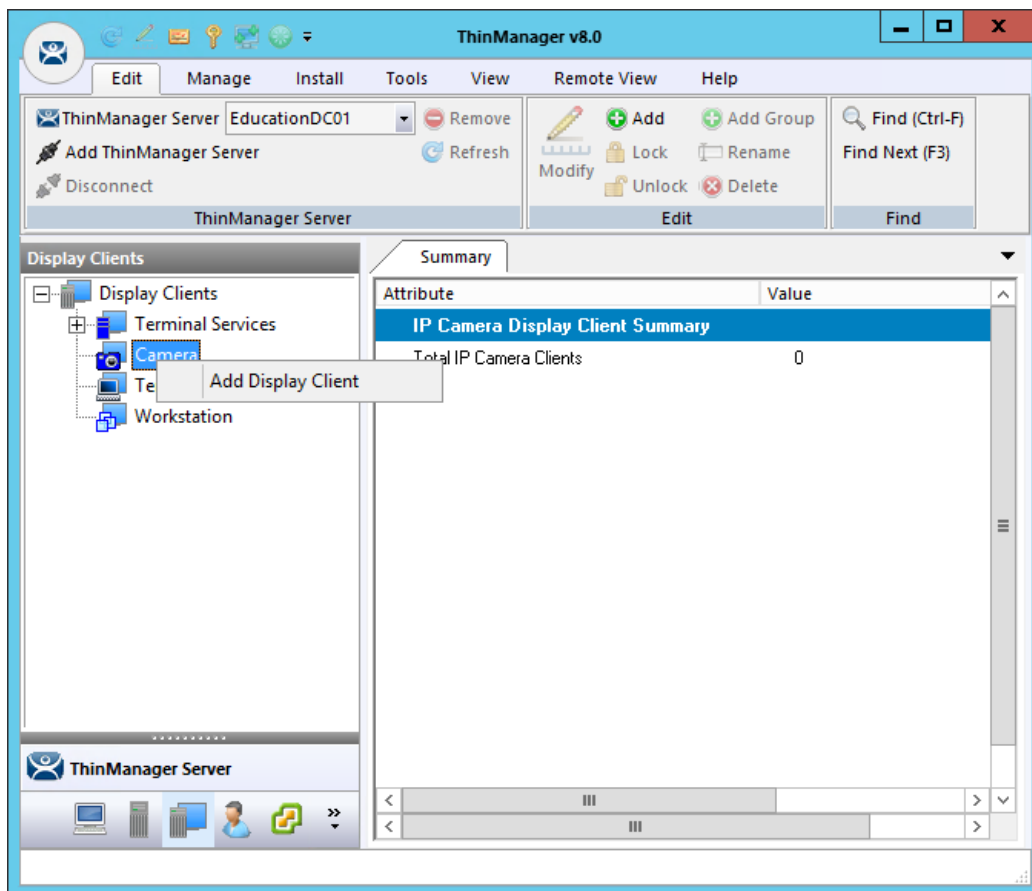 ThinManager v8.0
Edit Manage Install Tools View Remote View Help
ThinManager Server EducationDC01 Remove
Add ThinManager Server Refresh
Disconnect
ThinManager Server
Modify
Add Add Group
Lock Rename
Unlock Delete
Edit
Find (Ctrl-F)
Find Next (F3)
Find
Display Clients
Display Clients
Terminal Services
Camera
Te
Add Display Client
Workstation
ThinManager Server
Summary
Attribute Value
IP Camera Display Client Summary
Total IP Camera Clients 0